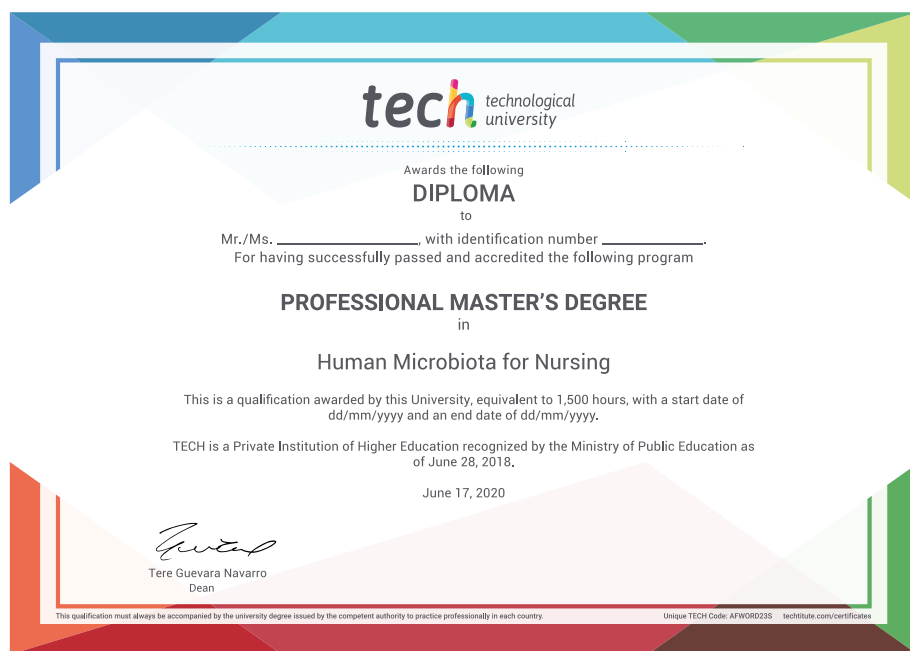 tech technological
university
Awards the following
DIPLOMA
to
Mr./Ms. ____________________, with identification number ______________.
For having successfully passed and accredited the following program
PROFESSIONAL MASTER'S DEGREE
in
Human Microbiota for Nursing
This is a qualification awarded by this University, equivalent to 1,500 hours, with a start date of
dd/mm/yyyy and an end date of dd/mm/yyyy.
TECH is a Private Institution of Higher Education recognized by the Ministry of Public Education as
of June 28, 2018.
June 17, 2020
Tere Guevara Navarro
Dean
This qualification must always be accompanied by the university degree issued by the competent authority to practice professionally in each country.
Unique TECH Code: AFWORD23S techtitute.com/certificates